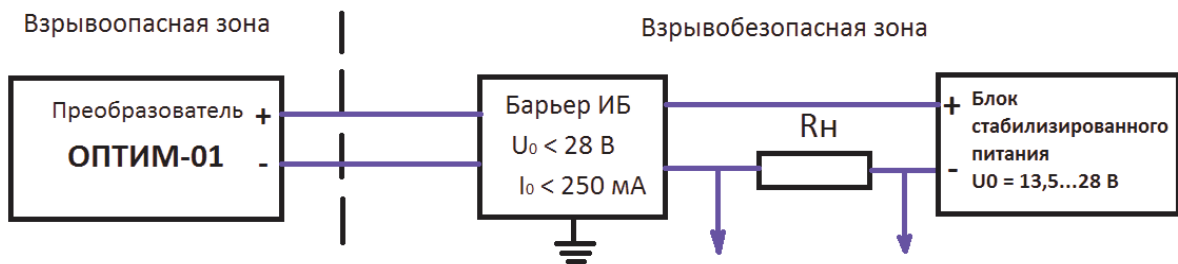 Взрывоопасная зона
Взрывобезопасная зона
Преобразователь +
ОПТИМ-01 -
Барьер ИБ
U₀ < 28 В
I₀ < 250 мА
Rн
+ Блок
стабилизированного
питания
- U0 = 13,5...28 В